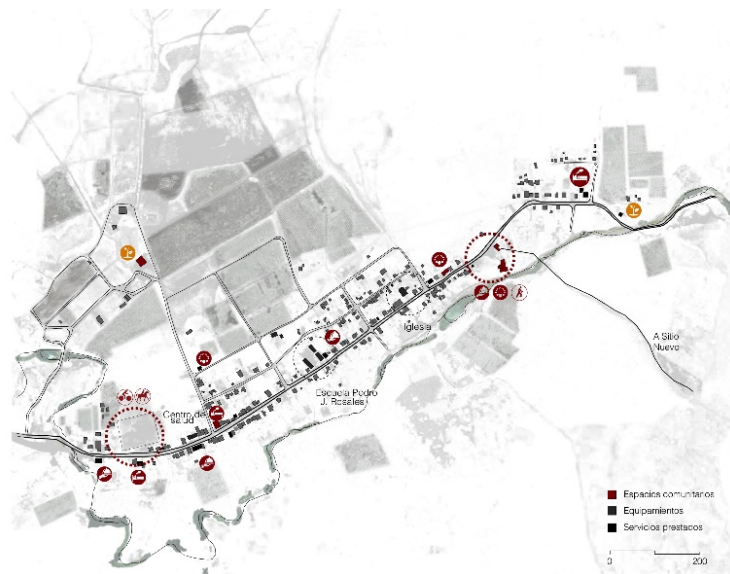 Iglesia
A Sitio
Nuevo
Escuela Pedro
J. Rosales
Centro de
salud
Espacios comunitarios
Equipamientos
Servicios prestados
0
200